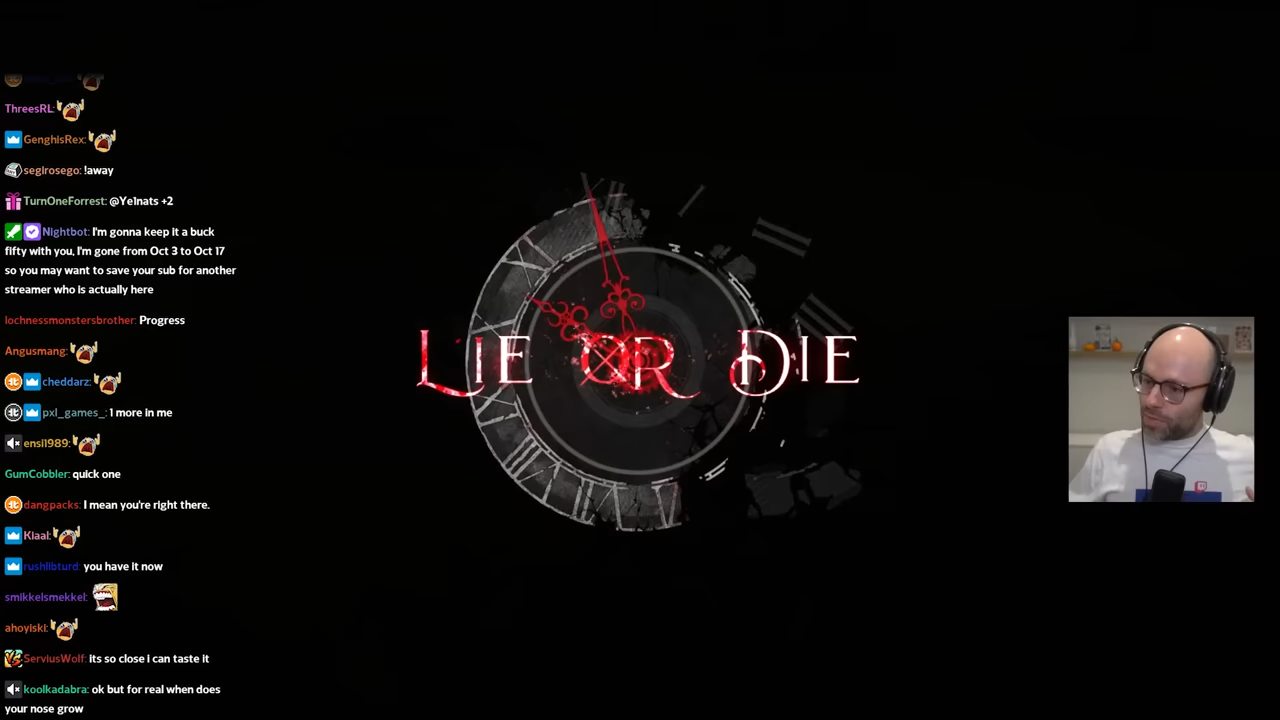 ThreesRL:
GenghisRex:
segirosego: !away
TurnOneForrest: @Ye1nats +2
Nightbot: I'm gonna keep it a buck
fifty with you, I'm gone from Oct 3 to Oct 17
so you may want to save your sub for another
streamer who is actually here
lochnessmonstersbrother: Progress
Angusmang:
cheddarz:
pxl_games_: 1 more in me
ensi1989:
GumCobbler: quick one
dangpacks: I mean you're right there.
Kiaal:
rushlibturd: you have it now
smikkelsmekkel:
ahoyiski:
ServiusWolf: its so close i can taste it
koolkadabra: ok but for real when does
your nose grow
LIE OR DIE